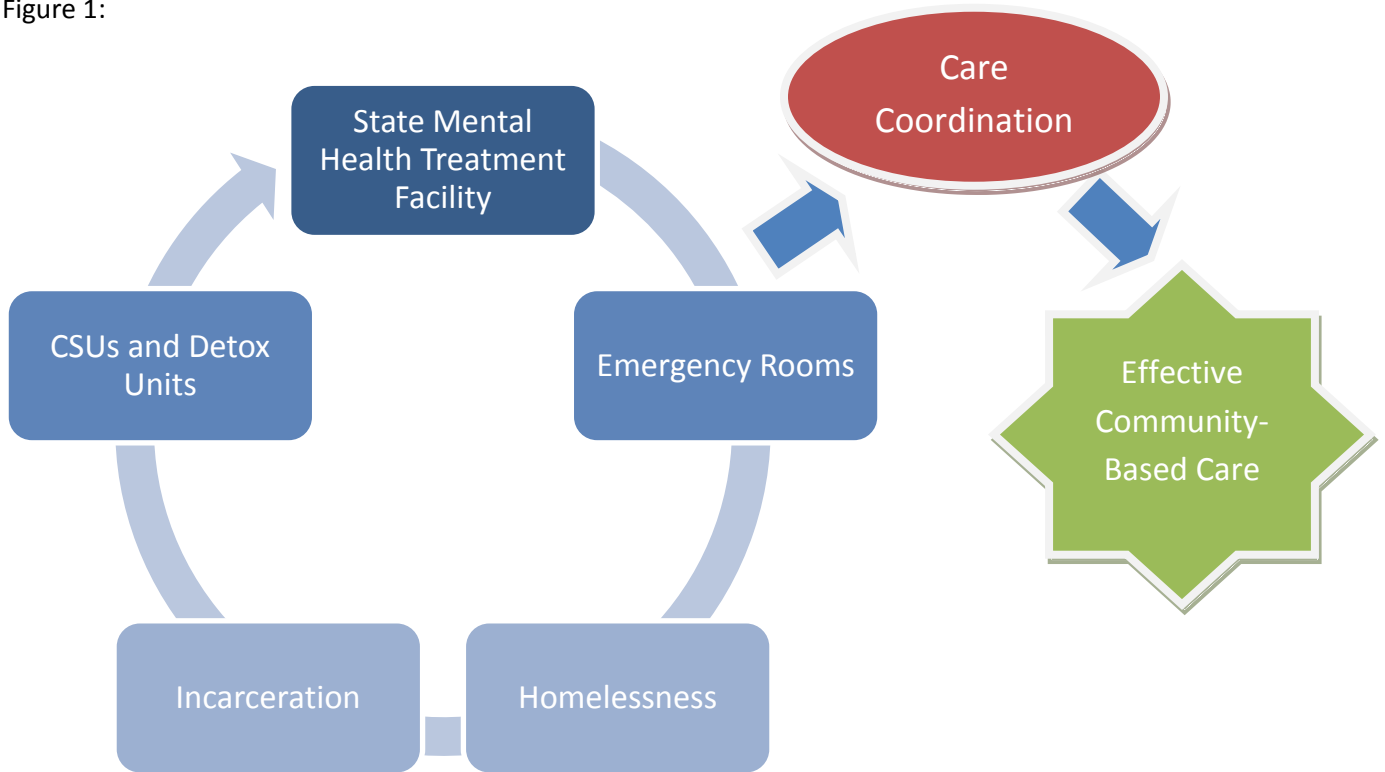 Figure 1:
Care
Coordination
State Mental
Health Treatment
Facility
CSUs and Detox
Units
Emergency Rooms
Effective
Community-
Based Care
Incarceration
Homelessness